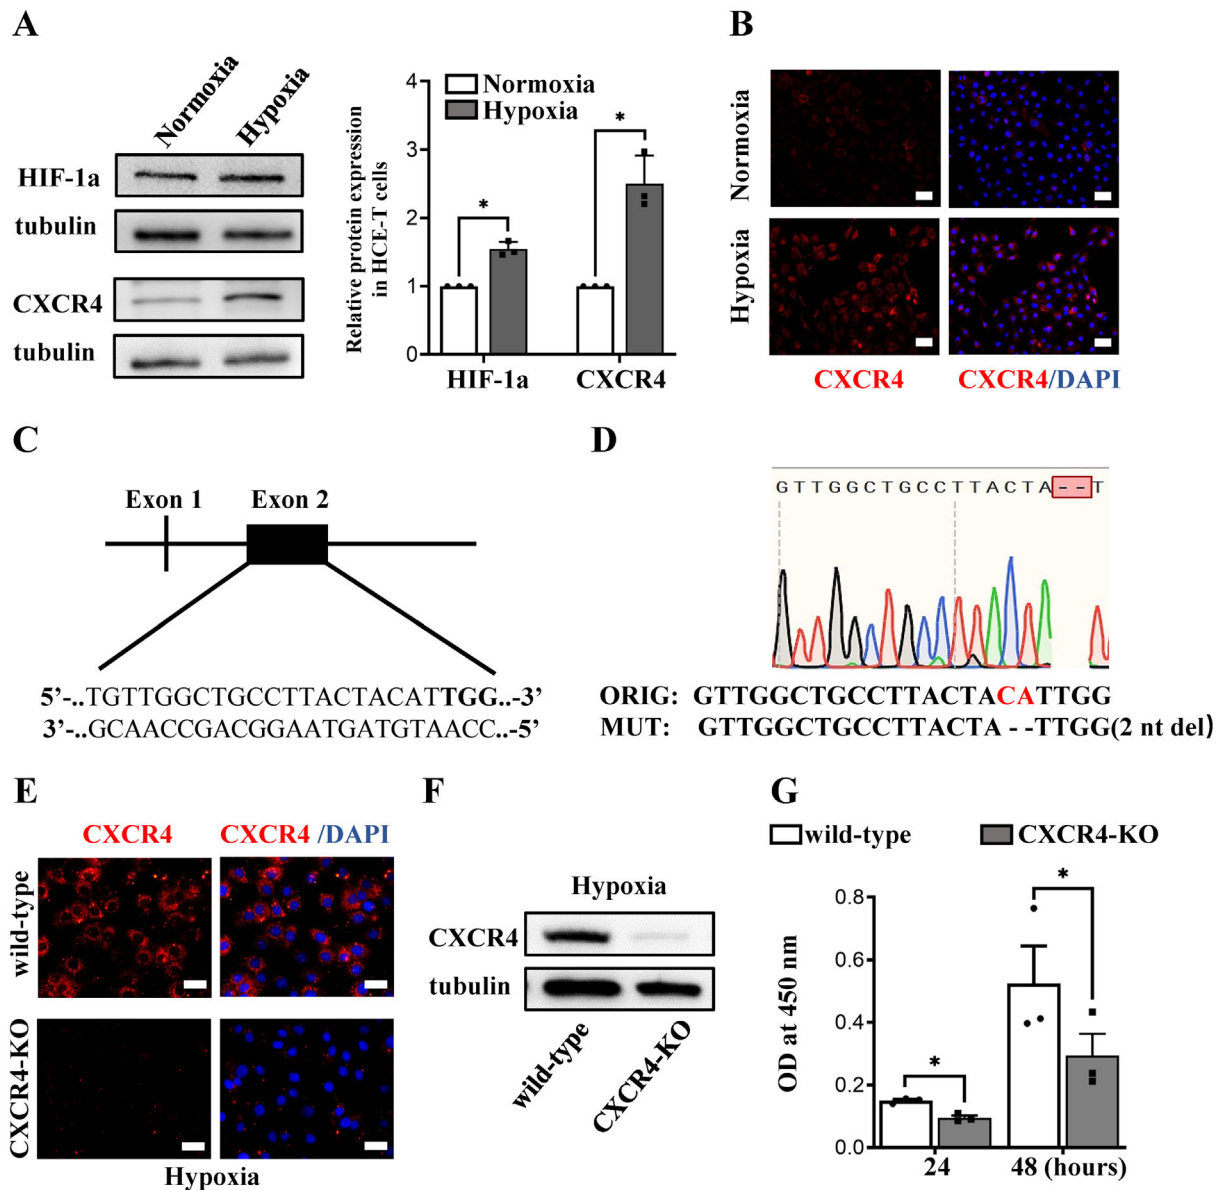 A
Normoxia
Hypoxia
HIF-1a
tubulin
CXCR4
tubulin
Relative protein expression
in HCE-T cells
4
3
2
1
0
Normoxia
Hypoxia
*
*
HIF-1a
CXCR4
B
Normoxia
Hypoxia
CXCR4
CXCR4/DAPI
C
Exon 1
Exon 2
5’-..TGTTGGCTGCCTTACTACATTGG..-3’
3’-..GCAACCGACGGAATGATGTAACC..-5’
D
GTTGGCTGCCTTACTA--T
ORIG: GTTGGCTGCCTTACTACATTGG
MUT: GTTGGCTGCCTTACTA--TTGG(2 nt del)
E
CXCR4
CXCR4 /DAPI
wild-type
CXCR4-KO
Hypoxia
F
Hypoxia
CXCR4
tubulin
wild-type
CXCR4-KO
G
wild-type
CXCR4-KO
OD at 450 nm
0.8
0.6
0.4
0.2
0.0
*
*
24
48 (hours)